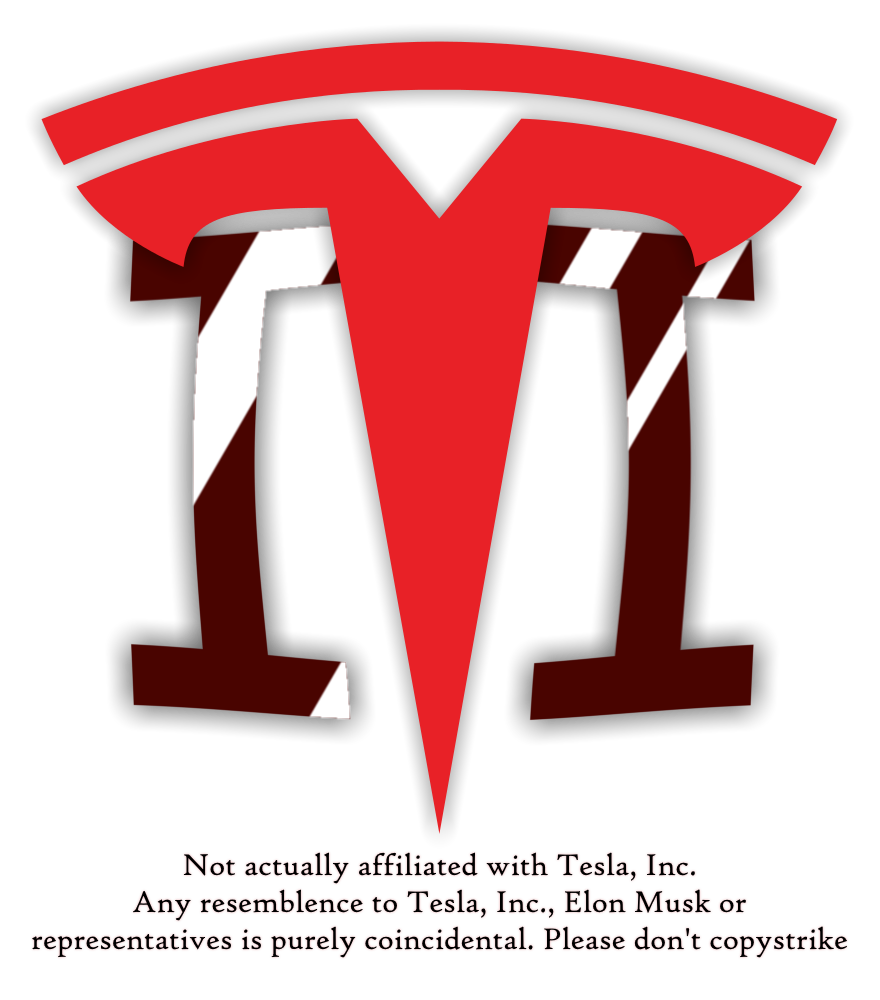 Not actually affiliated with Tesla, Inc.
Any resemblence to Tesla, Inc., Elon Musk or
representatives is purely coincidental. Please don't copystrike